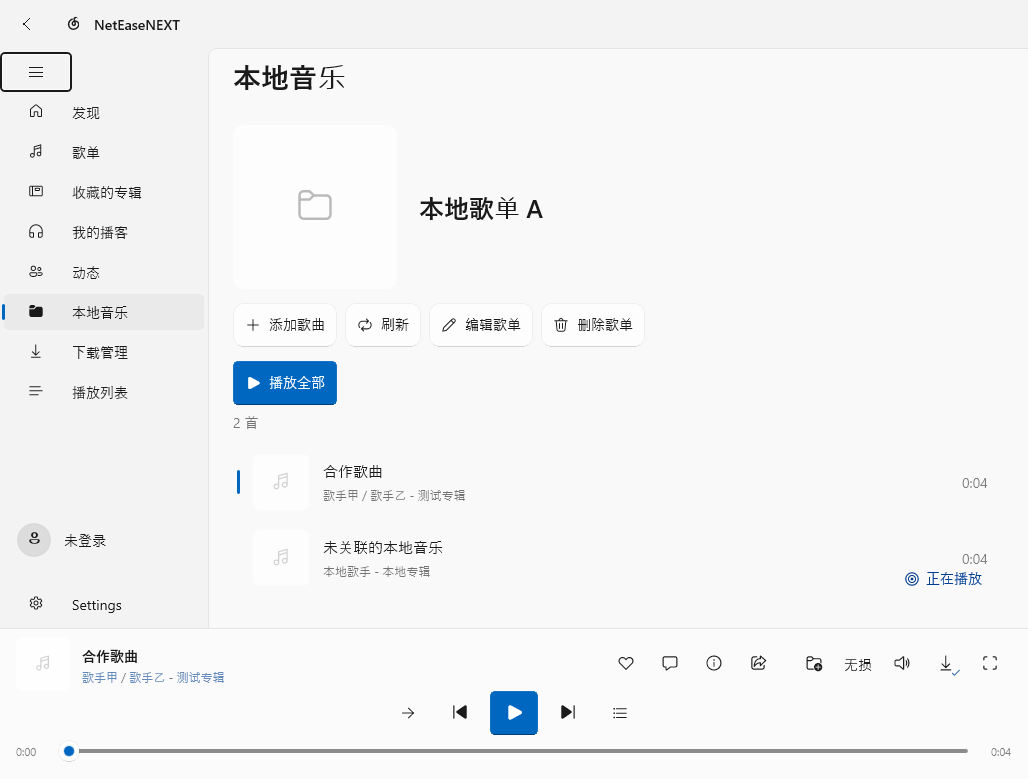 NetEaseNEXT
发现
歌单
收藏的专辑
我的播客
动态
本地音乐
下载管理
播放列表
未登录
Settings
本地音乐
本地歌单 A
添加歌曲
刷新
编辑歌单
删除歌单
播放全部
2 首
合作歌曲
歌手甲 / 歌手乙 - 测试专辑
0:04
未关联的本地音乐
本地歌手 - 本地专辑
0:04
正在播放
合作歌曲
歌手甲 / 歌手乙 - 测试专辑
无损
0:00
0:04